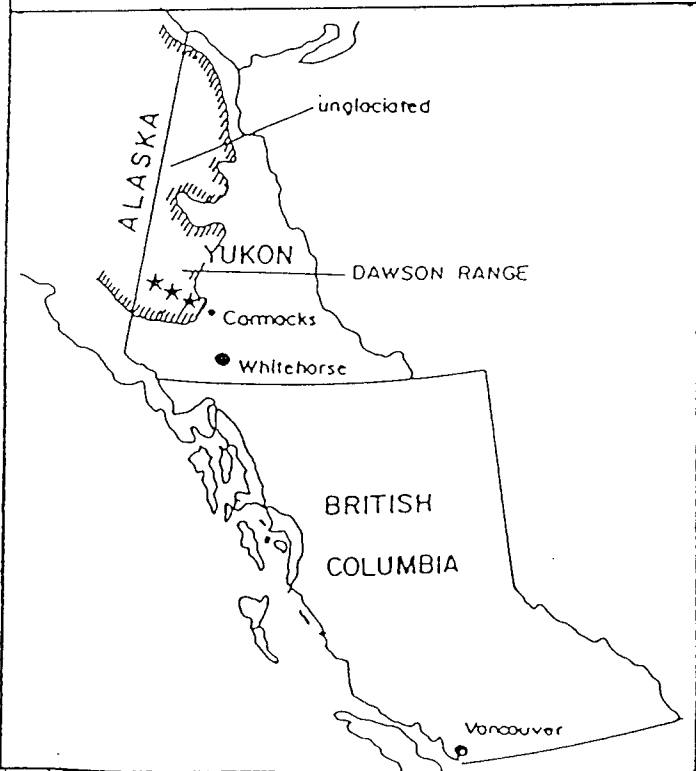 unglaciated
ALASKA
YUKON
DAWSON RANGE
Carmacks
Whitehorse
BRITISH
COLUMBIA
Vancouver